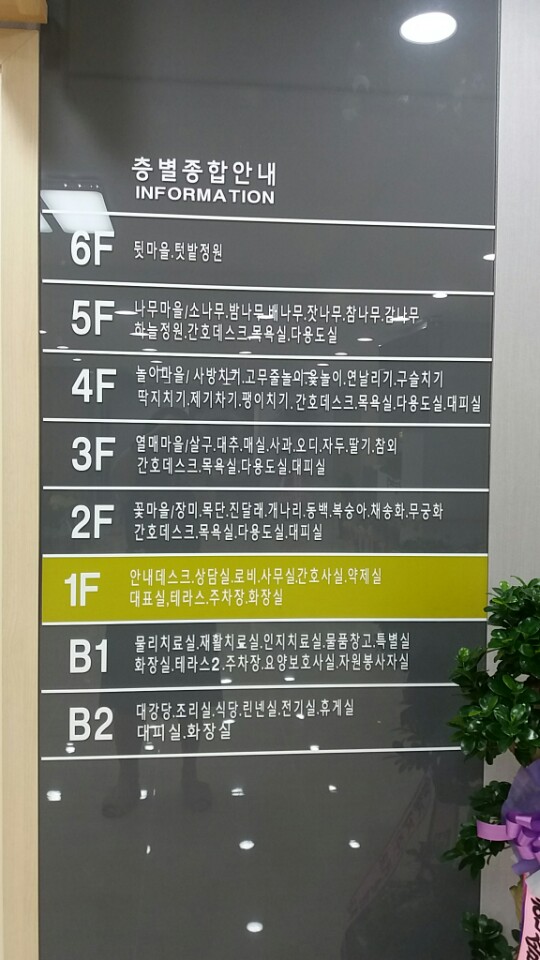 층별종합안내
INFORMATION
6F 뒷마을.텃밭정원
5F 나무마을/소나무.밤나무.배나무.잣나무.참나무.감나무
하늘정원.간호데스크.목욕실.다용도실
4F 놀이마을/ 사방치기.고무줄놀이.윷놀이.연날리기.구슬치기
딱지치기.제기차기.팽이치기.간호데스크.목욕실.다용도실.대피실
3F 열매마을/살구.대추.매실.사과.오디.자두.딸기.참외
간호데스크.목욕실.다용도실.대피실
2F 꽃마을/장미.목단.진달래.개나리.동백.복숭아.채송화.무궁화
간호데스크.목욕실.다용도실.대피실
1F 안내데스크.상담실.로비.사무실.간호사실.약제실
대표실,테라스.주차장.화장실
B1 물리치료실.재활치료실.인지치료실.물품창고.특별실
화장실.테라스2.주차장.요양보호사실.자원봉사자실
B2 대강당.조리실.식당.린넨실.전기실.휴게실
대피실.화장실